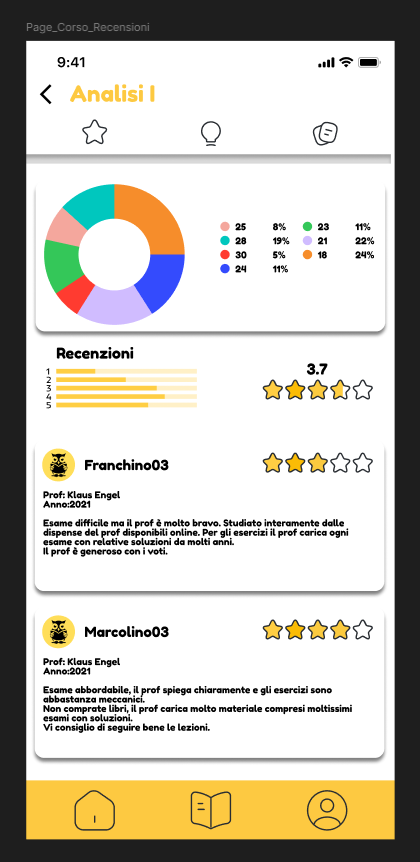 Page_Corso_Recensioni
9:41
Analisi I
25 8% 23 11%
28 19% 21 22%
30 5% 18 24%
24 11%
Recenzioni
1
2
3
4
5
3.7
Franchino03
Prof: Klaus Engel
Anno:2021
Esame difficile ma il prof è molto bravo. Studiato interamente dalle
dispense del prof disponibili online. Per gli esercizi il prof carica ogni
esame con relative soluzioni da molti anni.
Il prof è generoso con i voti.
Marcolino03
Prof: Klaus Engel
Anno:2021
Esame abbordabile, il prof spiega chiaramente e gli esercizi sono
abbastanza meccanici.
Non comprate libri, il prof carica molto materiale compresi moltissimi
esami con soluzioni.
Vi consiglio di seguire bene le lezioni.